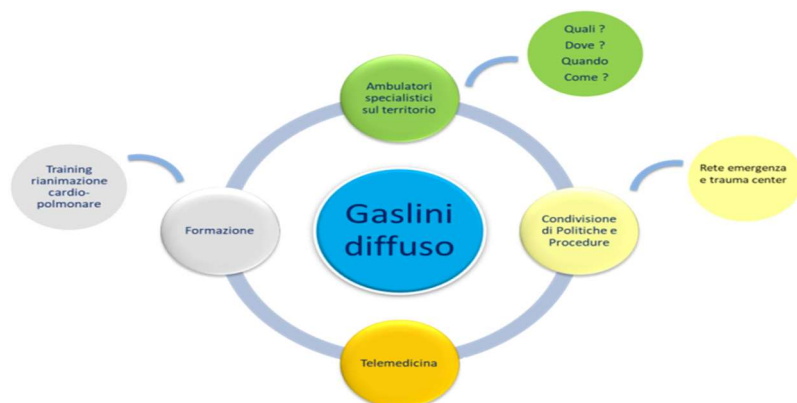 Quali ?
Dove ?
Quando
Come ?
Ambulatori
specialistici
sul territorio
Training
rianimazione
cardio-
polmonare
Rete emergenza
e trauma center
Formazione
Gaslini
diffuso
Condivisione
di Politiche e
Procedure
Telemedicina